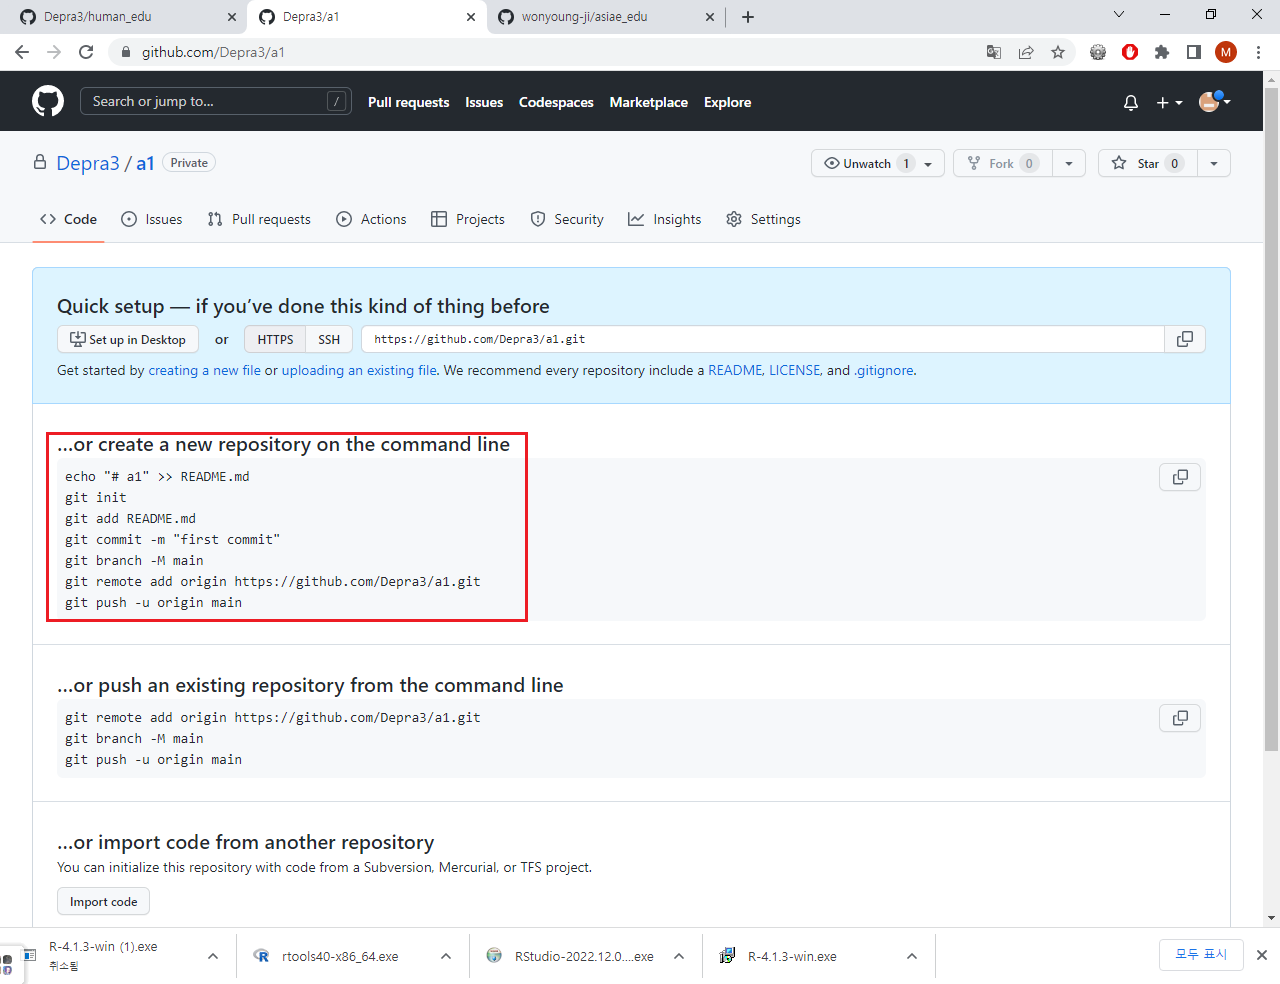 Depra3/human_edu
Depra3/a1
wonyoung-ji/asiae_edu
github.com/Depra3/a1
M
Search or jump to...
/
Pull requests
Issues
Codespaces
Marketplace
Explore
Depra3 / a1
Private
Unwatch 1
Fork 0
Star 0
Code
Issues
Pull requests
Actions
Projects
Security
Insights
Settings
Quick setup — if you’ve done this kind of thing before
Set up in Desktop
or
HTTPS
SSH
https://github.com/Depra3/a1.git
Get started by creating a new file or uploading an existing file. We recommend every repository include a README, LICENSE, and .gitignore.
…or create a new repository on the command line
echo "# a1" >> README.md
git init
git add README.md
git commit -m "first commit"
git branch -M main
git remote add origin https://github.com/Depra3/a1.git
git push -u origin main
…or push an existing repository from the command line
git remote add origin https://github.com/Depra3/a1.git
git branch -M main
git push -u origin main
…or import code from another repository
You can initialize this repository with code from a Subversion, Mercurial, or TFS project.
Import code
R-4.1.3-win (1).exe
취소됨
rtools40-x86_64.exe
RStudio-2022.12.0....exe
R-4.1.3-win.exe
모두 표시